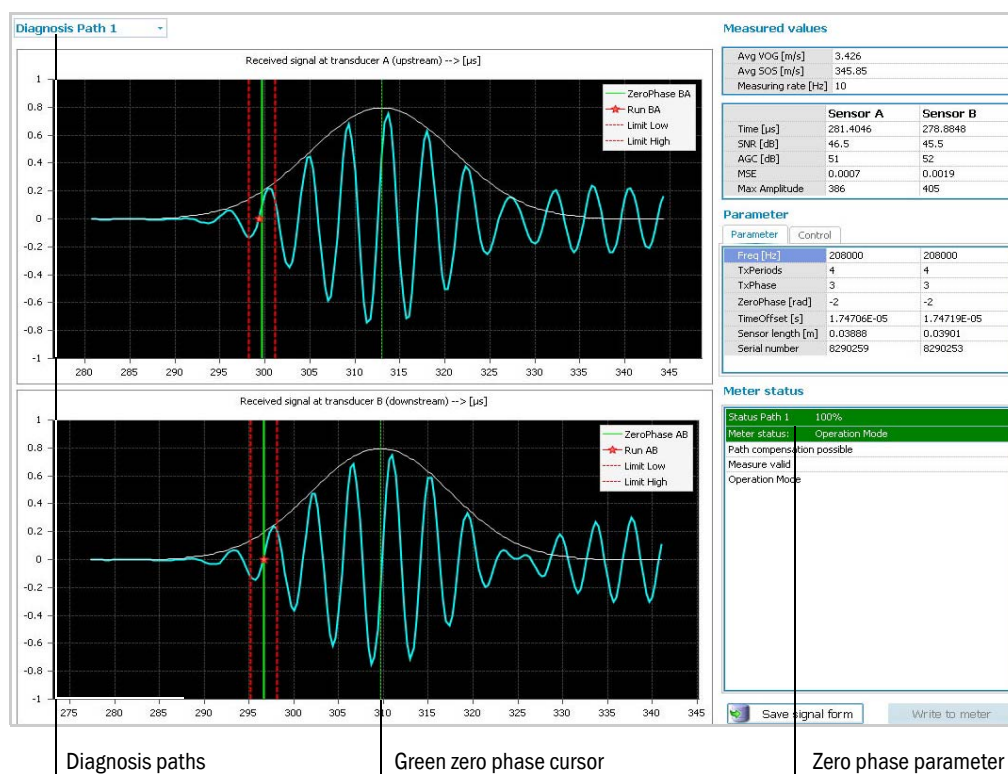 Diagnosis Path 1
Received signal at transducer A (upstream) --> [µs]
1
0.8
0.6
0.4
0.2
0
-0.2
-0.4
-0.6
-0.8
-1
280 285 290 295 300 305 310 315 320 325 330 335 340 345
ZeroPhase BA
Run BA
Limit Low
Limit High
Received signal at transducer B (downstream) --> [µs]
1
0.8
0.6
0.4
0.2
0
-0.2
-0.4
-0.6
-0.8
-1
275 280 285 290 295 300 305 310 315 320 325 330 335 340 345
ZeroPhase AB
Run AB
Limit Low
Limit High
Measured values
Avg VOG [m/s] 3.426
Avg SOS [m/s] 345.85
Measuring rate [Hz] 10
Sensor A Sensor B
Time [µs] 281.4046 278.8848
SNR [dB] 46.5 45.5
AGC [dB] 51 52
MSE 0.0007 0.0019
Max Amplitude 386 405
Parameter
Parameter Control
Freq [Hz] 208000 208000
TxPeriods 4 4
TxPhase 3 3
ZeroPhase [rad] -2 -2
TimeOffset [s] 1.74706E-05 1.74719E-05
Sensor length [m] 0.03888 0.03901
Serial number 8290259 8290253
Meter status
Status Path 1 100%
Meter status: Operation Mode
Path compensation possible
Measure valid
Operation Mode
Save signal form Write to meter
Diagnosis paths Green zero phase cursor Zero phase parameter